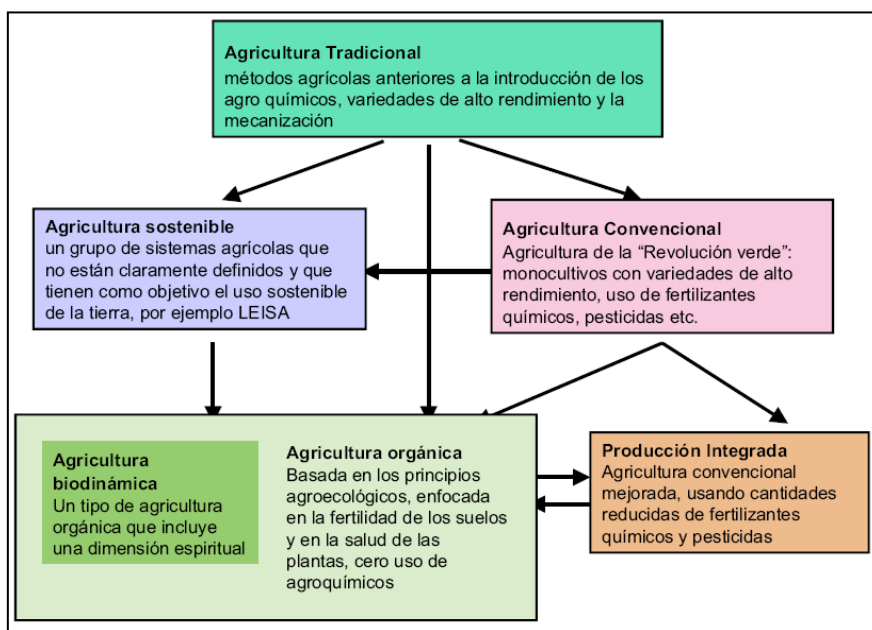 Agricultura Tradicional
métodos agrícolas anteriores a la introducción de los
agro químicos, variedades de alto rendimiento y la
mecanización
Agricultura sostenible
un grupo de sistemas agrícolas que
no están claramente definidos y que
tienen como objetivo el uso sostenible
de la tierra, por ejemplo LEISA
Agricultura Convencional
Agricultura de la “Revolución verde”:
monocultivos con variedades de alto
rendimiento, uso de fertilizantes
químicos, pesticidas etc.
Agricultura
biodinámica
Un tipo de agricultura
orgánica que incluye
una dimensión espiritual
Agricultura orgánica
Basada en los principios
agroecológicos, enfocada
en la fertilidad de los suelos
y en la salud de las
plantas, cero uso de
agroquímicos
Producción Integrada
Agricultura convencional
mejorada, usando cantidades
reducidas de fertilizantes
químicos y pesticidas